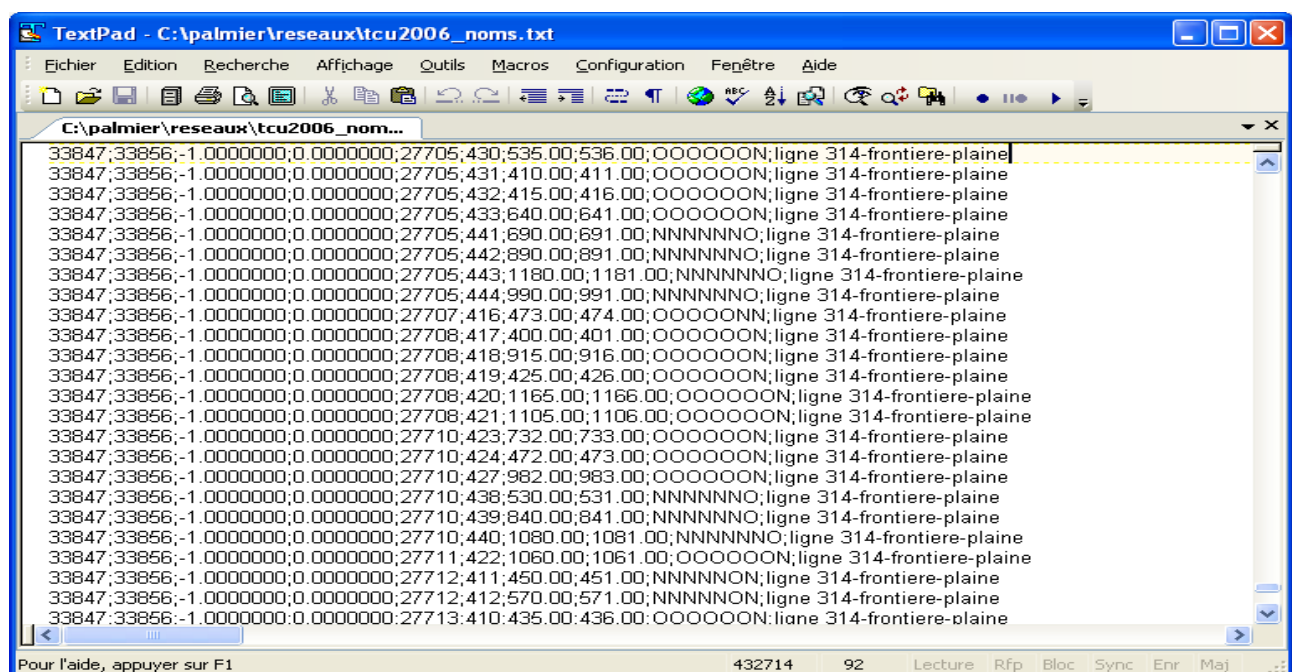 TextPad - C:\palmier\reseaux\tcu2006_noms.txt
Fichier Edition Recherche Affichage Outils Macros Configuration Fenêtre Aide
C:\palmier\reseaux\tcu2006_nom...
33847;33856;-1.0000000;0.0000000;27705;430;535.00;536.00;OOOOOON;ligne 314-frontiere-plaine
33847;33856;-1.0000000;0.0000000;27705;431;410.00;411.00;OOOOOON;ligne 314-frontiere-plaine
33847;33856;-1.0000000;0.0000000;27705;432;415.00;416.00;OOOOOON;ligne 314-frontiere-plaine
33847;33856;-1.0000000;0.0000000;27705;433;640.00;641.00;OOOOOON;ligne 314-frontiere-plaine
33847;33856;-1.0000000;0.0000000;27705;441;690.00;691.00;NNNNNNO;ligne 314-frontiere-plaine
33847;33856;-1.0000000;0.0000000;27705;442;890.00;891.00;NNNNNNO;ligne 314-frontiere-plaine
33847;33856;-1.0000000;0.0000000;27705;443;1180.00;1181.00;NNNNNNO;ligne 314-frontiere-plaine
33847;33856;-1.0000000;0.0000000;27705;444;990.00;991.00;NNNNNNO;ligne 314-frontiere-plaine
33847;33856;-1.0000000;0.0000000;27707;416;473.00;474.00;OOOOONN;ligne 314-frontiere-plaine
33847;33856;-1.0000000;0.0000000;27708;417;400.00;401.00;OOOOOON;ligne 314-frontiere-plaine
33847;33856;-1.0000000;0.0000000;27708;418;915.00;916.00;OOOOOON;ligne 314-frontiere-plaine
33847;33856;-1.0000000;0.0000000;27708;419;425.00;426.00;OOOOOON;ligne 314-frontiere-plaine
33847;33856;-1.0000000;0.0000000;27708;420;1165.00;1166.00;OOOOOON;ligne 314-frontiere-plaine
33847;33856;-1.0000000;0.0000000;27708;421;1105.00;1106.00;OOOOOON;ligne 314-frontiere-plaine
33847;33856;-1.0000000;0.0000000;27710;423;732.00;733.00;OOOOOON;ligne 314-frontiere-plaine
33847;33856;-1.0000000;0.0000000;27710;424;472.00;473.00;OOOOOON;ligne 314-frontiere-plaine
33847;33856;-1.0000000;0.0000000;27710;427;982.00;983.00;OOOOOON;ligne 314-frontiere-plaine
33847;33856;-1.0000000;0.0000000;27710;438;530.00;531.00;NNNNNNO;ligne 314-frontiere-plaine
33847;33856;-1.0000000;0.0000000;27710;439;840.00;841.00;NNNNNNO;ligne 314-frontiere-plaine
33847;33856;-1.0000000;0.0000000;27710;440;1080.00;1081.00;NNNNNNO;ligne 314-frontiere-plaine
33847;33856;-1.0000000;0.0000000;27711;422;1060.00;1061.00;OOOOOON;ligne 314-frontiere-plaine
33847;33856;-1.0000000;0.0000000;27712;411;450.00;451.00;NNNNNON;ligne 314-frontiere-plaine
33847;33856;-1.0000000;0.0000000;27712;412;570.00;571.00;NNNNNON;ligne 314-frontiere-plaine
33847;33856;-1.0000000;0.0000000;27713;410;435.00;436.00;OOOOOON;ligne 314-frontiere-plaine
Pour l'aide, appuyer sur F1 432714 92 Lecture Rfp Bloc Sync Enr Maj